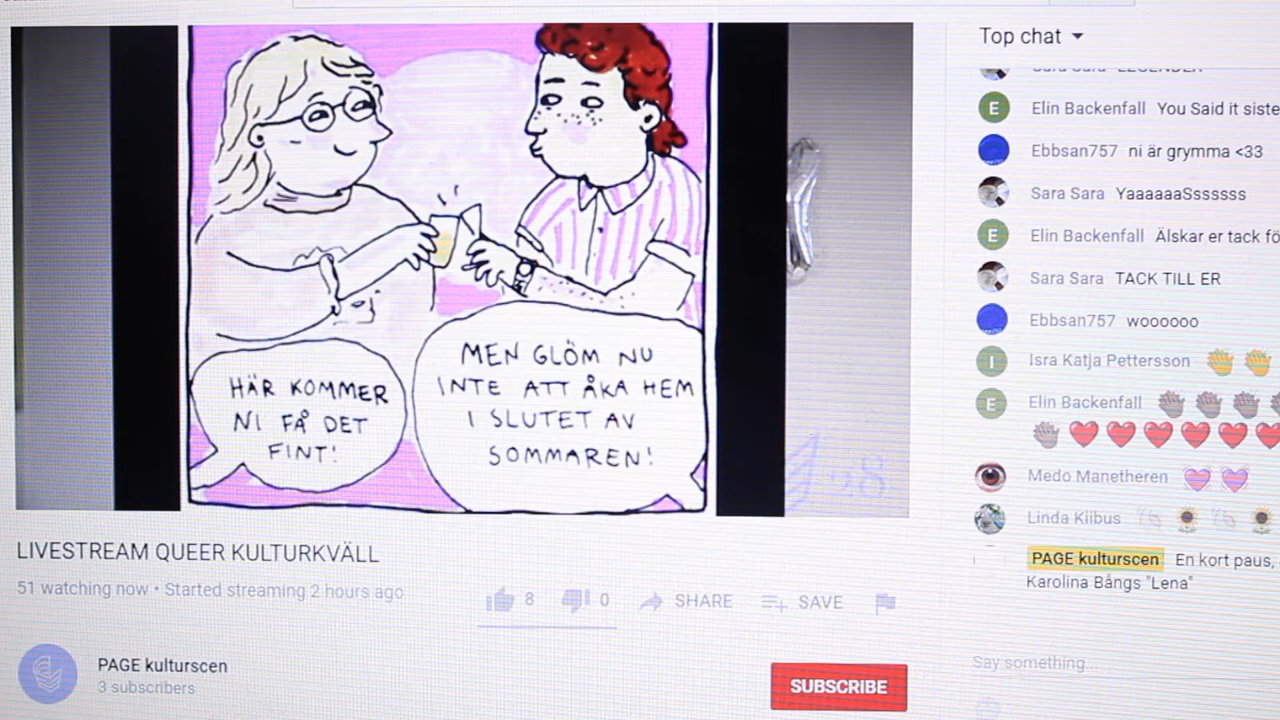 HÄR KOMMER
NI FÅ DET
FINT!
MEN GLÖM NU
INTE ATT ÅKA HEM
I SLUTET AV
SOMMAREN!
LIVESTREAM QUEER KULTURKVÄLL
51 watching now • Started streaming 2 hours ago
8
0
SHARE
SAVE
PAGE kulturscen
3 subscribers
SUBSCRIBE
Top chat
E Elin Backenfall You Said it siste
Ebbsan757 ni är grymma <33
Sara Sara YaaaaaaSssssss
E Elin Backenfall Älskar er tack fö
Sara Sara TACK TILL ER
Ebbsan757 woooooo
I Isra Katja Pettersson
E Elin Backenfall
Medo Manetheren
Linda Kiibus
PAGE kulturscen En kort paus,
Karolina Bångs "Lena"
Say something...